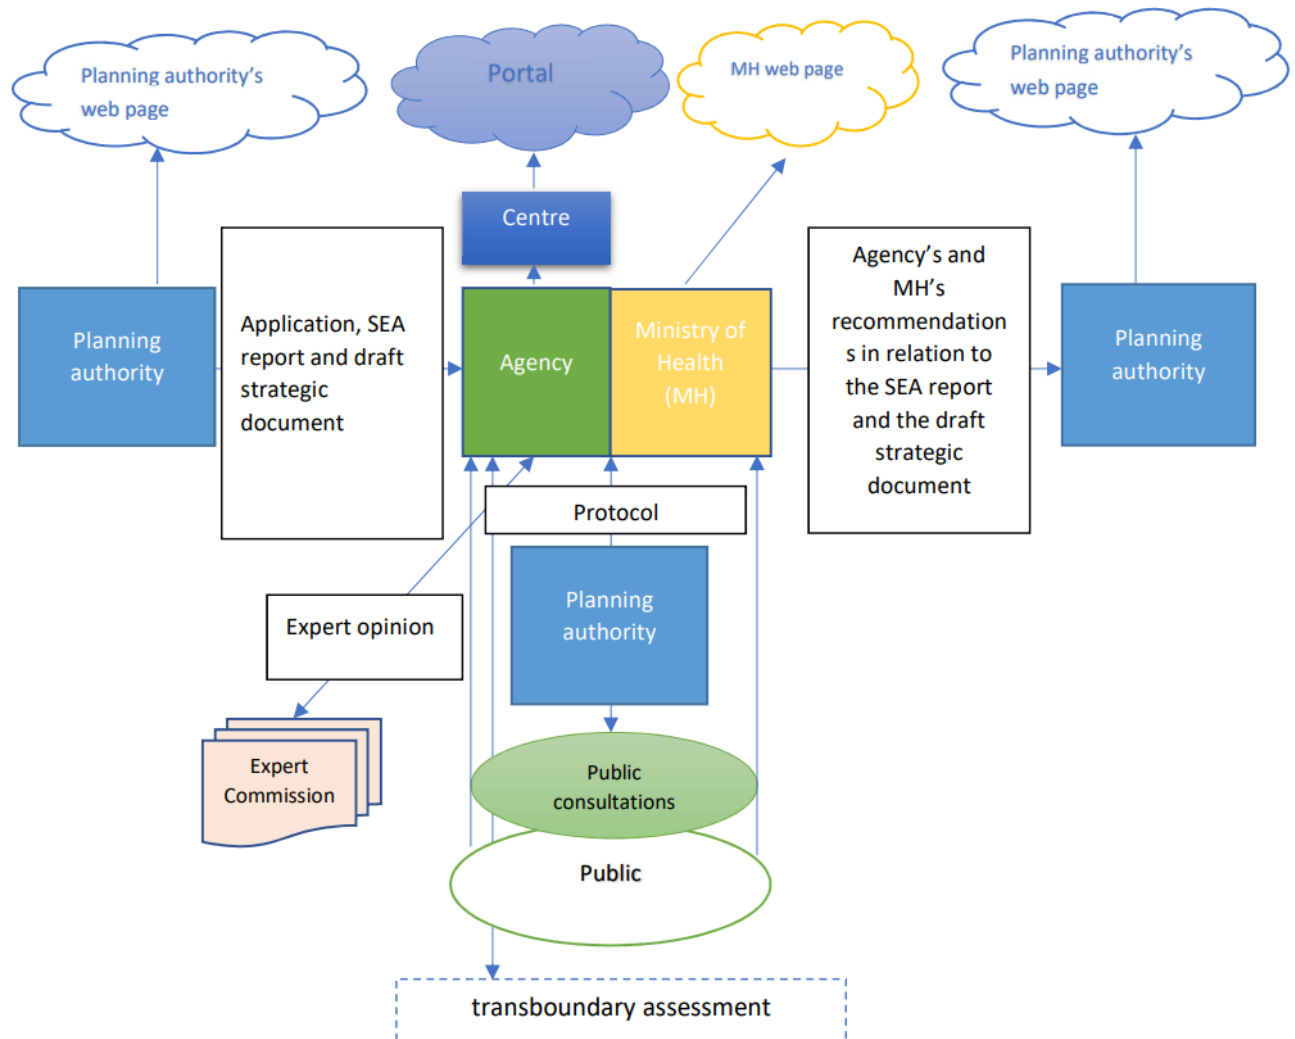 Planning authority's
web page
Portal
MH web page
Planning authority's
web page
Centre
Planning
authority
Application, SEA
report and draft
strategic
document
Agency
Ministry of
Health
(MH)
Agency's and
MH's
recommendation
s in relation to
the SEA report
and the draft
strategic
document
Planning
authority
Protocol
Planning
authority
Expert opinion
Expert
Commission
Public
consultations
Public
transboundary assessment